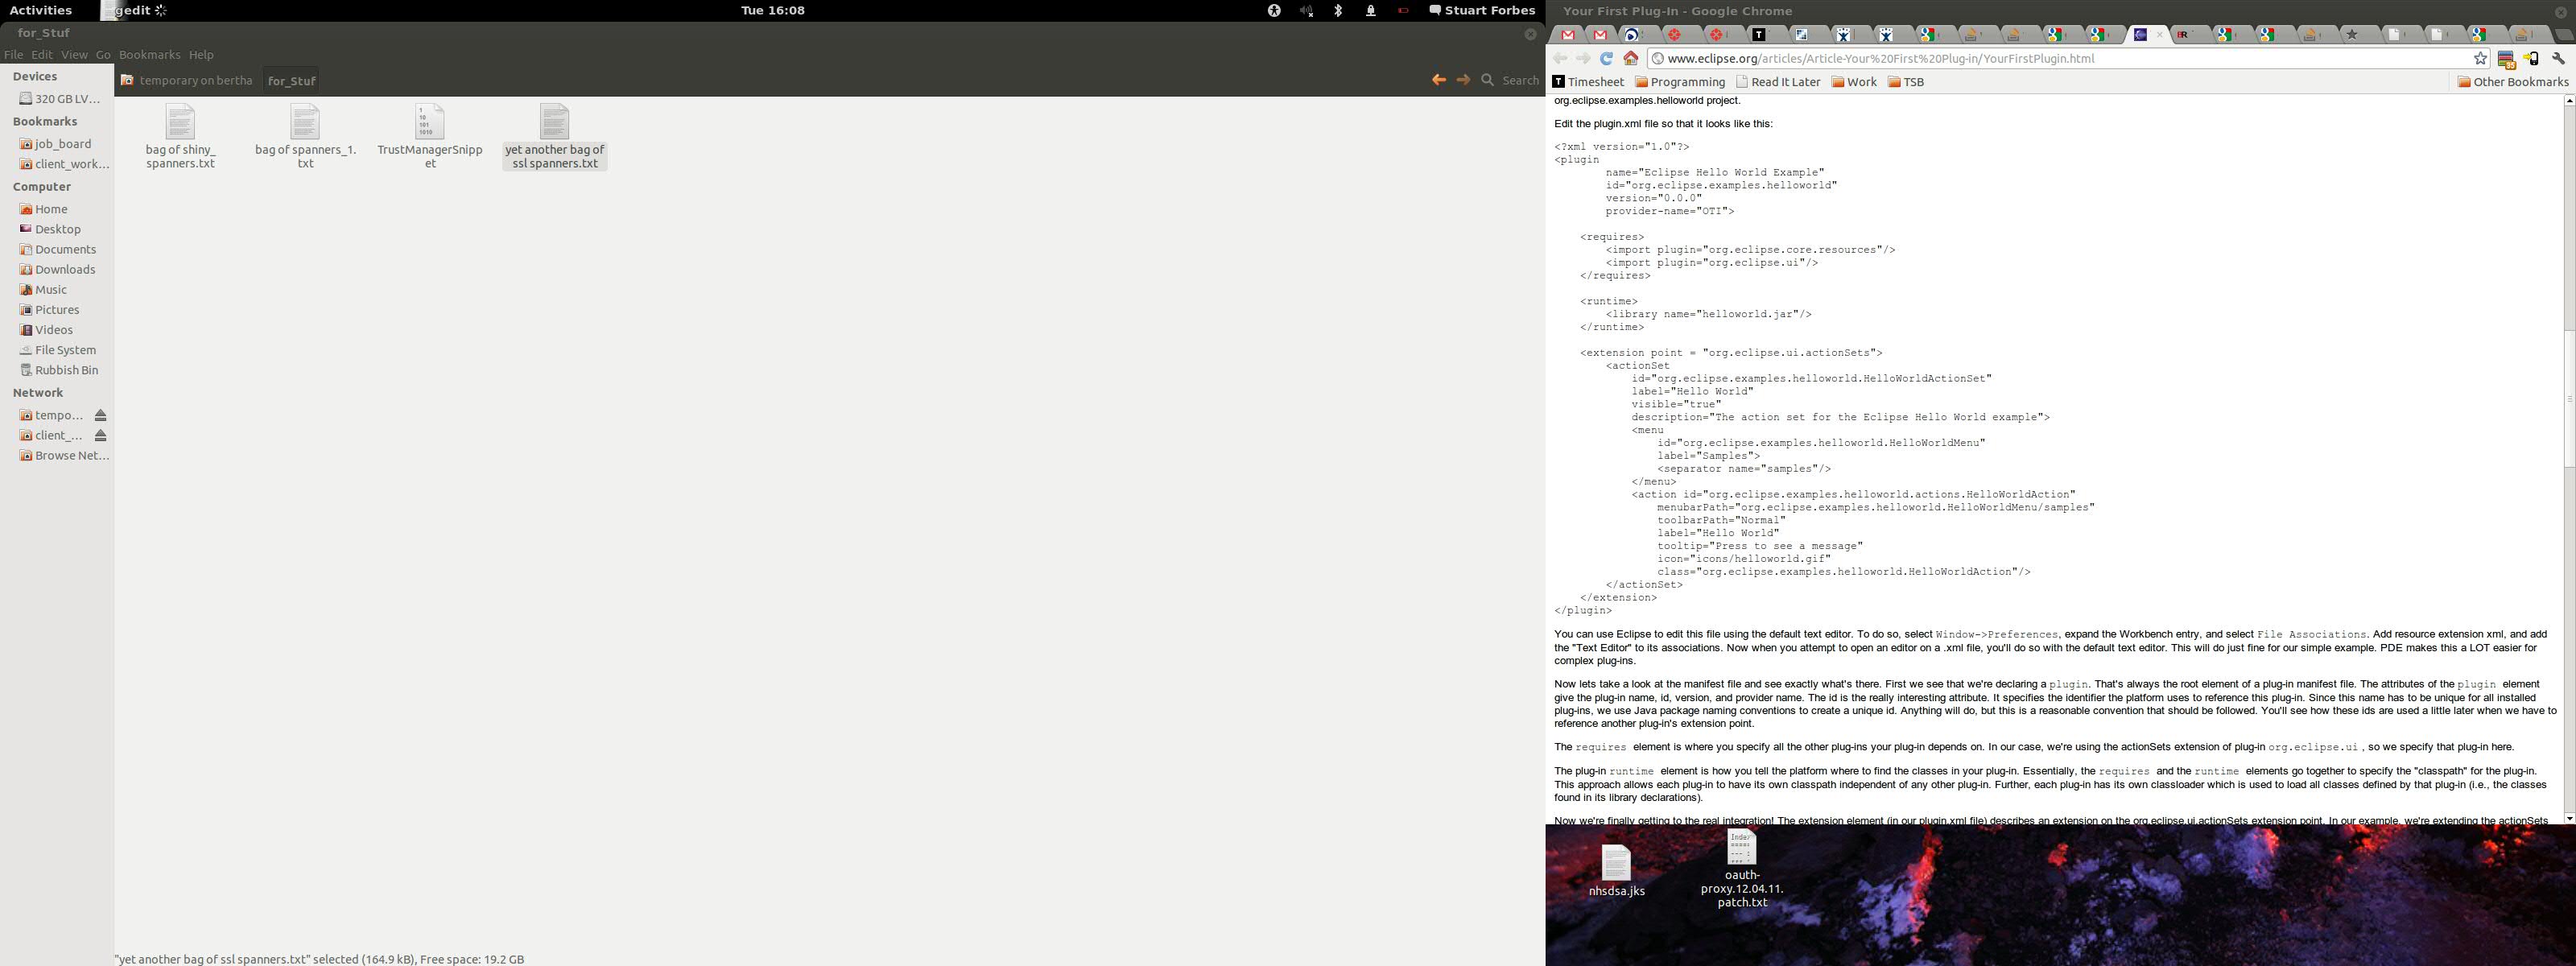 Activities
gedit
Tue 16:08
Stuart Forbes
for_Stuf
File Edit View Go Bookmarks Help
Devices
320 GB LV...
Bookmarks
job_board
client_work...
Computer
Home
Desktop
Documents
Downloads
Music
Pictures
Videos
File System
Rubbish Bin
Network
tempo...
client_...
Browse Net...
temporary on bertha
for_Stuf
Search
bag of shiny_
spanners.txt
bag of spanners_1.
txt
TrustManagerSnipp
et
yet another bag of
ssl spanners.txt
"yet another bag of ssl spanners.txt" selected (164.9 kB), Free space: 19.2 GB
Your First Plug-In - Google Chrome
www.eclipse.org/articles/Article-Your%20First%20Plug-in/YourFirstPlugin.html
Timesheet Programming Read It Later Work TSB Other Bookmarks
org.eclipse.examples.helloworld project.
Edit the plugin.xml file so that it looks like this:
<?xml version="1.0"?>
<plugin
name="Eclipse Hello World Example"
id="org.eclipse.examples.helloworld"
version="0.0.0"
provider-name="OTI">
<requires>
<import plugin="org.eclipse.core.resources"/>
<import plugin="org.eclipse.ui"/>
</requires>
<runtime>
<library name="helloworld.jar"/>
</runtime>
<extension point = "org.eclipse.ui.actionSets">
<actionSet
id="org.eclipse.examples.helloworld.HelloWorldActionSet"
label="Hello World"
visible="true"
description="The action set for the Eclipse Hello World example">
<menu
id="org.eclipse.examples.helloworld.HelloWorldMenu"
label="Samples">
<separator name="samples"/>
</menu>
<action id="org.eclipse.examples.helloworld.actions.HelloWorldAction"
menubarPath="org.eclipse.examples.helloworld.HelloWorldMenu/samples"
toolbarPath="Normal"
label="Hello World"
tooltip="Press to see a message"
icon="icons/helloworld.gif"
class="org.eclipse.examples.helloworld.HelloWorldAction"/>
</actionSet>
</extension>
</plugin>
You can use Eclipse to edit this file using the default text editor. To do so, select Window->Preferences, expand the Workbench entry, and select File Associations. Add resource extension xml, and add
the "Text Editor" to its associations. Now when you attempt to open an editor on a .xml file, you'll do so with the default text editor. This will do just fine for our simple example. PDE makes this a LOT easier for
complex plug-ins.
Now lets take a look at the manifest file and see exactly what's there. First we see that we're declaring a plugin. That's always the root element of a plug-in manifest file. The attributes of the plugin element
give the plug-in name, id, version, and provider name. The id is the really interesting attribute. It specifies the identifier the platform uses to reference this plug-in. Since this name has to be unique for all installed
plug-ins, we use Java package naming conventions to create a unique id. Anything will do, but this is a reasonable convention that should be followed. You'll see how these ids are used a little later when we have to
reference another plug-in's extension point.
The requires element is where you specify all the other plug-ins your plug-in depends on. In our case, we're using the actionSets extension of plug-in org.eclipse.ui , so we specify that plug-in here.
The plug-in runtime element is how you tell the platform where to find the classes in your plug-in. Essentially, the requires and the runtime elements go together to specify the "classpath" for the plug-in.
This approach allows each plug-in to have its own classpath independent of any other plug-in. Further, each plug-in has its own classloader which is used to load all classes defined by that plug-in (i.e., the classes
found in its library declarations).
Now we're finally getting to the real integration! The extension element (in our plugin.xml file) describes an extension on the org.eclipse.ui.actionSets extension point. In our example, we're extending the actionSets
nhsdsa.jks
oauth-
proxy.12.04.11.
patch.txt